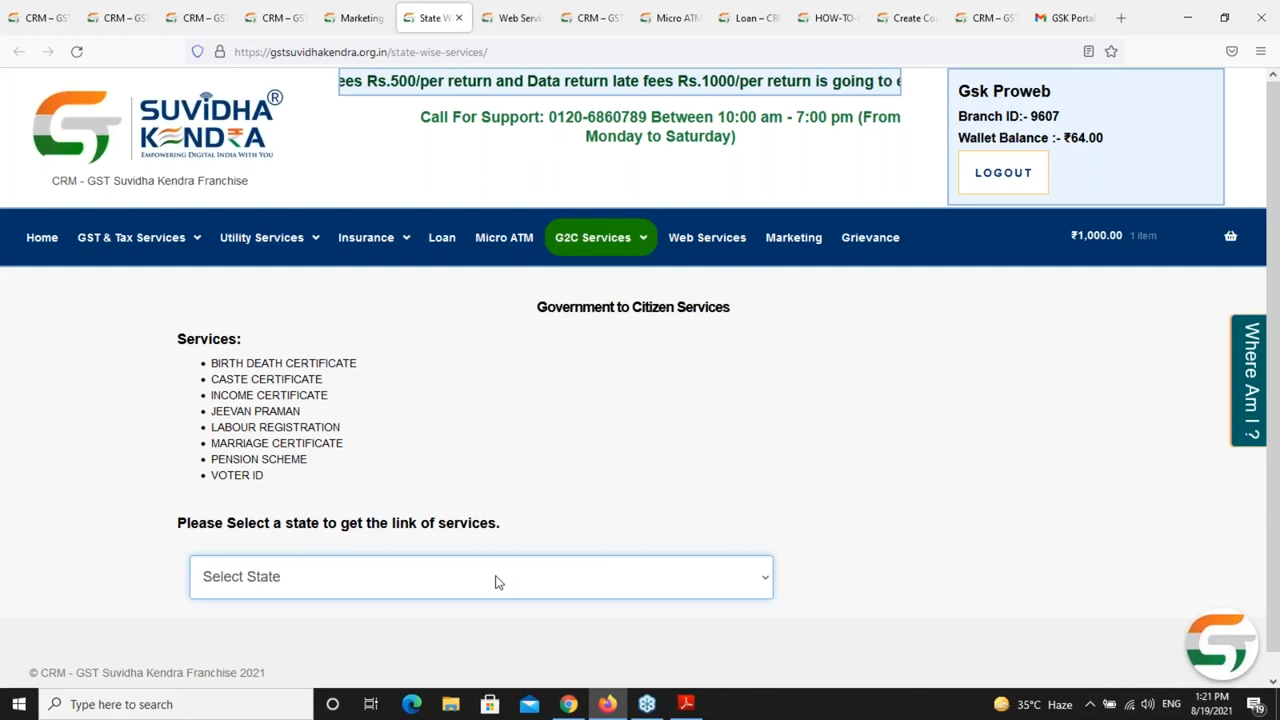 CRM – GST
CRM – GS
CRM – GS
CRM – GS
Marketing
State W
Web Servic
CRM – GST
Micro ATM
Loan – CR
HOW-TO-
Create Co
CRM – GS
GSK Portal
https://gstsuvidhakendra.org.in/state-wise-services/
SUVIDHA®
KENDRA
EMPOWERING DIGITAL INDIA WITH YOU
CRM - GST Suvidha Kendra Franchise
ees Rs.500/per return and Data return late fees Rs.1000/per return is going to e
Call For Support: 0120-6860789 Between 10:00 am - 7:00 pm (From
Monday to Saturday)
Gsk Proweb
Branch ID:- 9607
Wallet Balance :- ₹64.00
LOGOUT
Home GST & Tax Services Utility Services Insurance Loan Micro ATM G2C Services Web Services Marketing Grievance ₹1,000.00 1 item
Government to Citizen Services
Services:
• BIRTH DEATH CERTIFICATE
• CASTE CERTIFICATE
• INCOME CERTIFICATE
• JEEVAN PRAMAN
• LABOUR REGISTRATION
• MARRIAGE CERTIFICATE
• PENSION SCHEME
• VOTER ID
Where Am I ?
Please Select a state to get the link of services.
Select State
© CRM - GST Suvidha Kendra Franchise 2021
Type here to search
35°C Haze
ENG
1:21 PM
8/19/2021
19